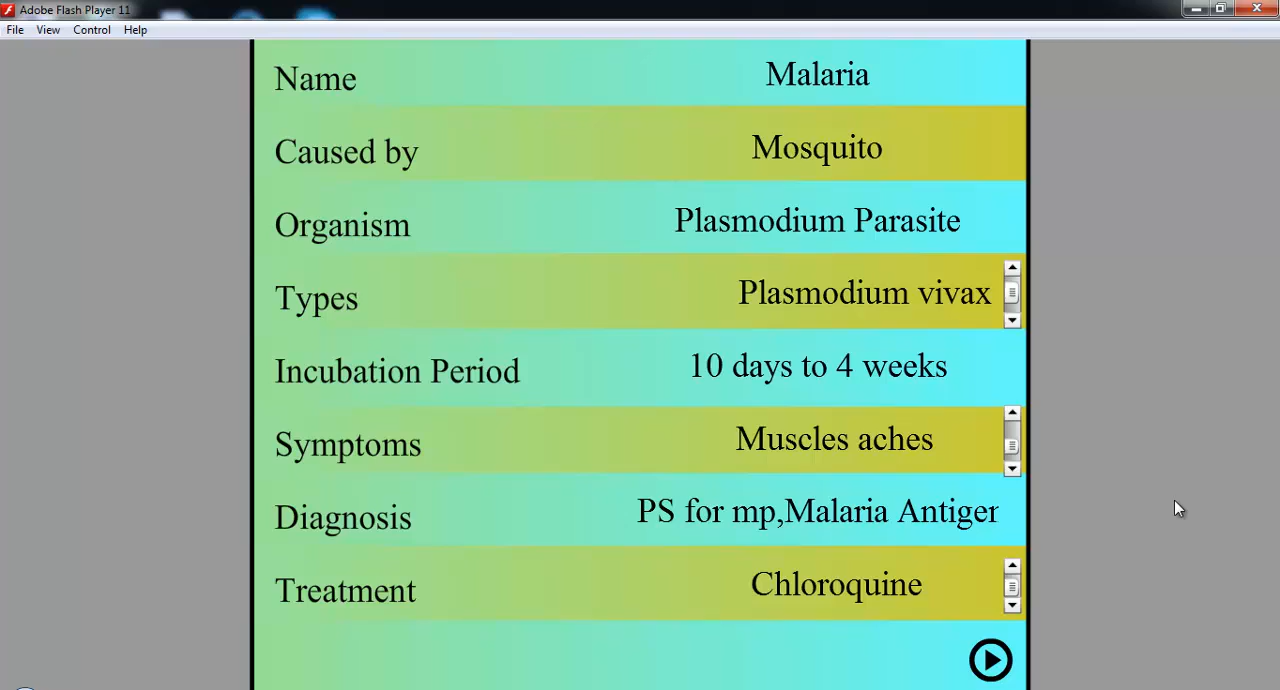 Adobe Flash Player 11
File View Control Help
Name Malaria
Caused by Mosquito
Organism Plasmodium Parasite
Types Plasmodium vivax
Incubation Period 10 days to 4 weeks
Symptoms Muscles aches
Diagnosis PS for mp,Malaria Antiger
Treatment Chloroquine